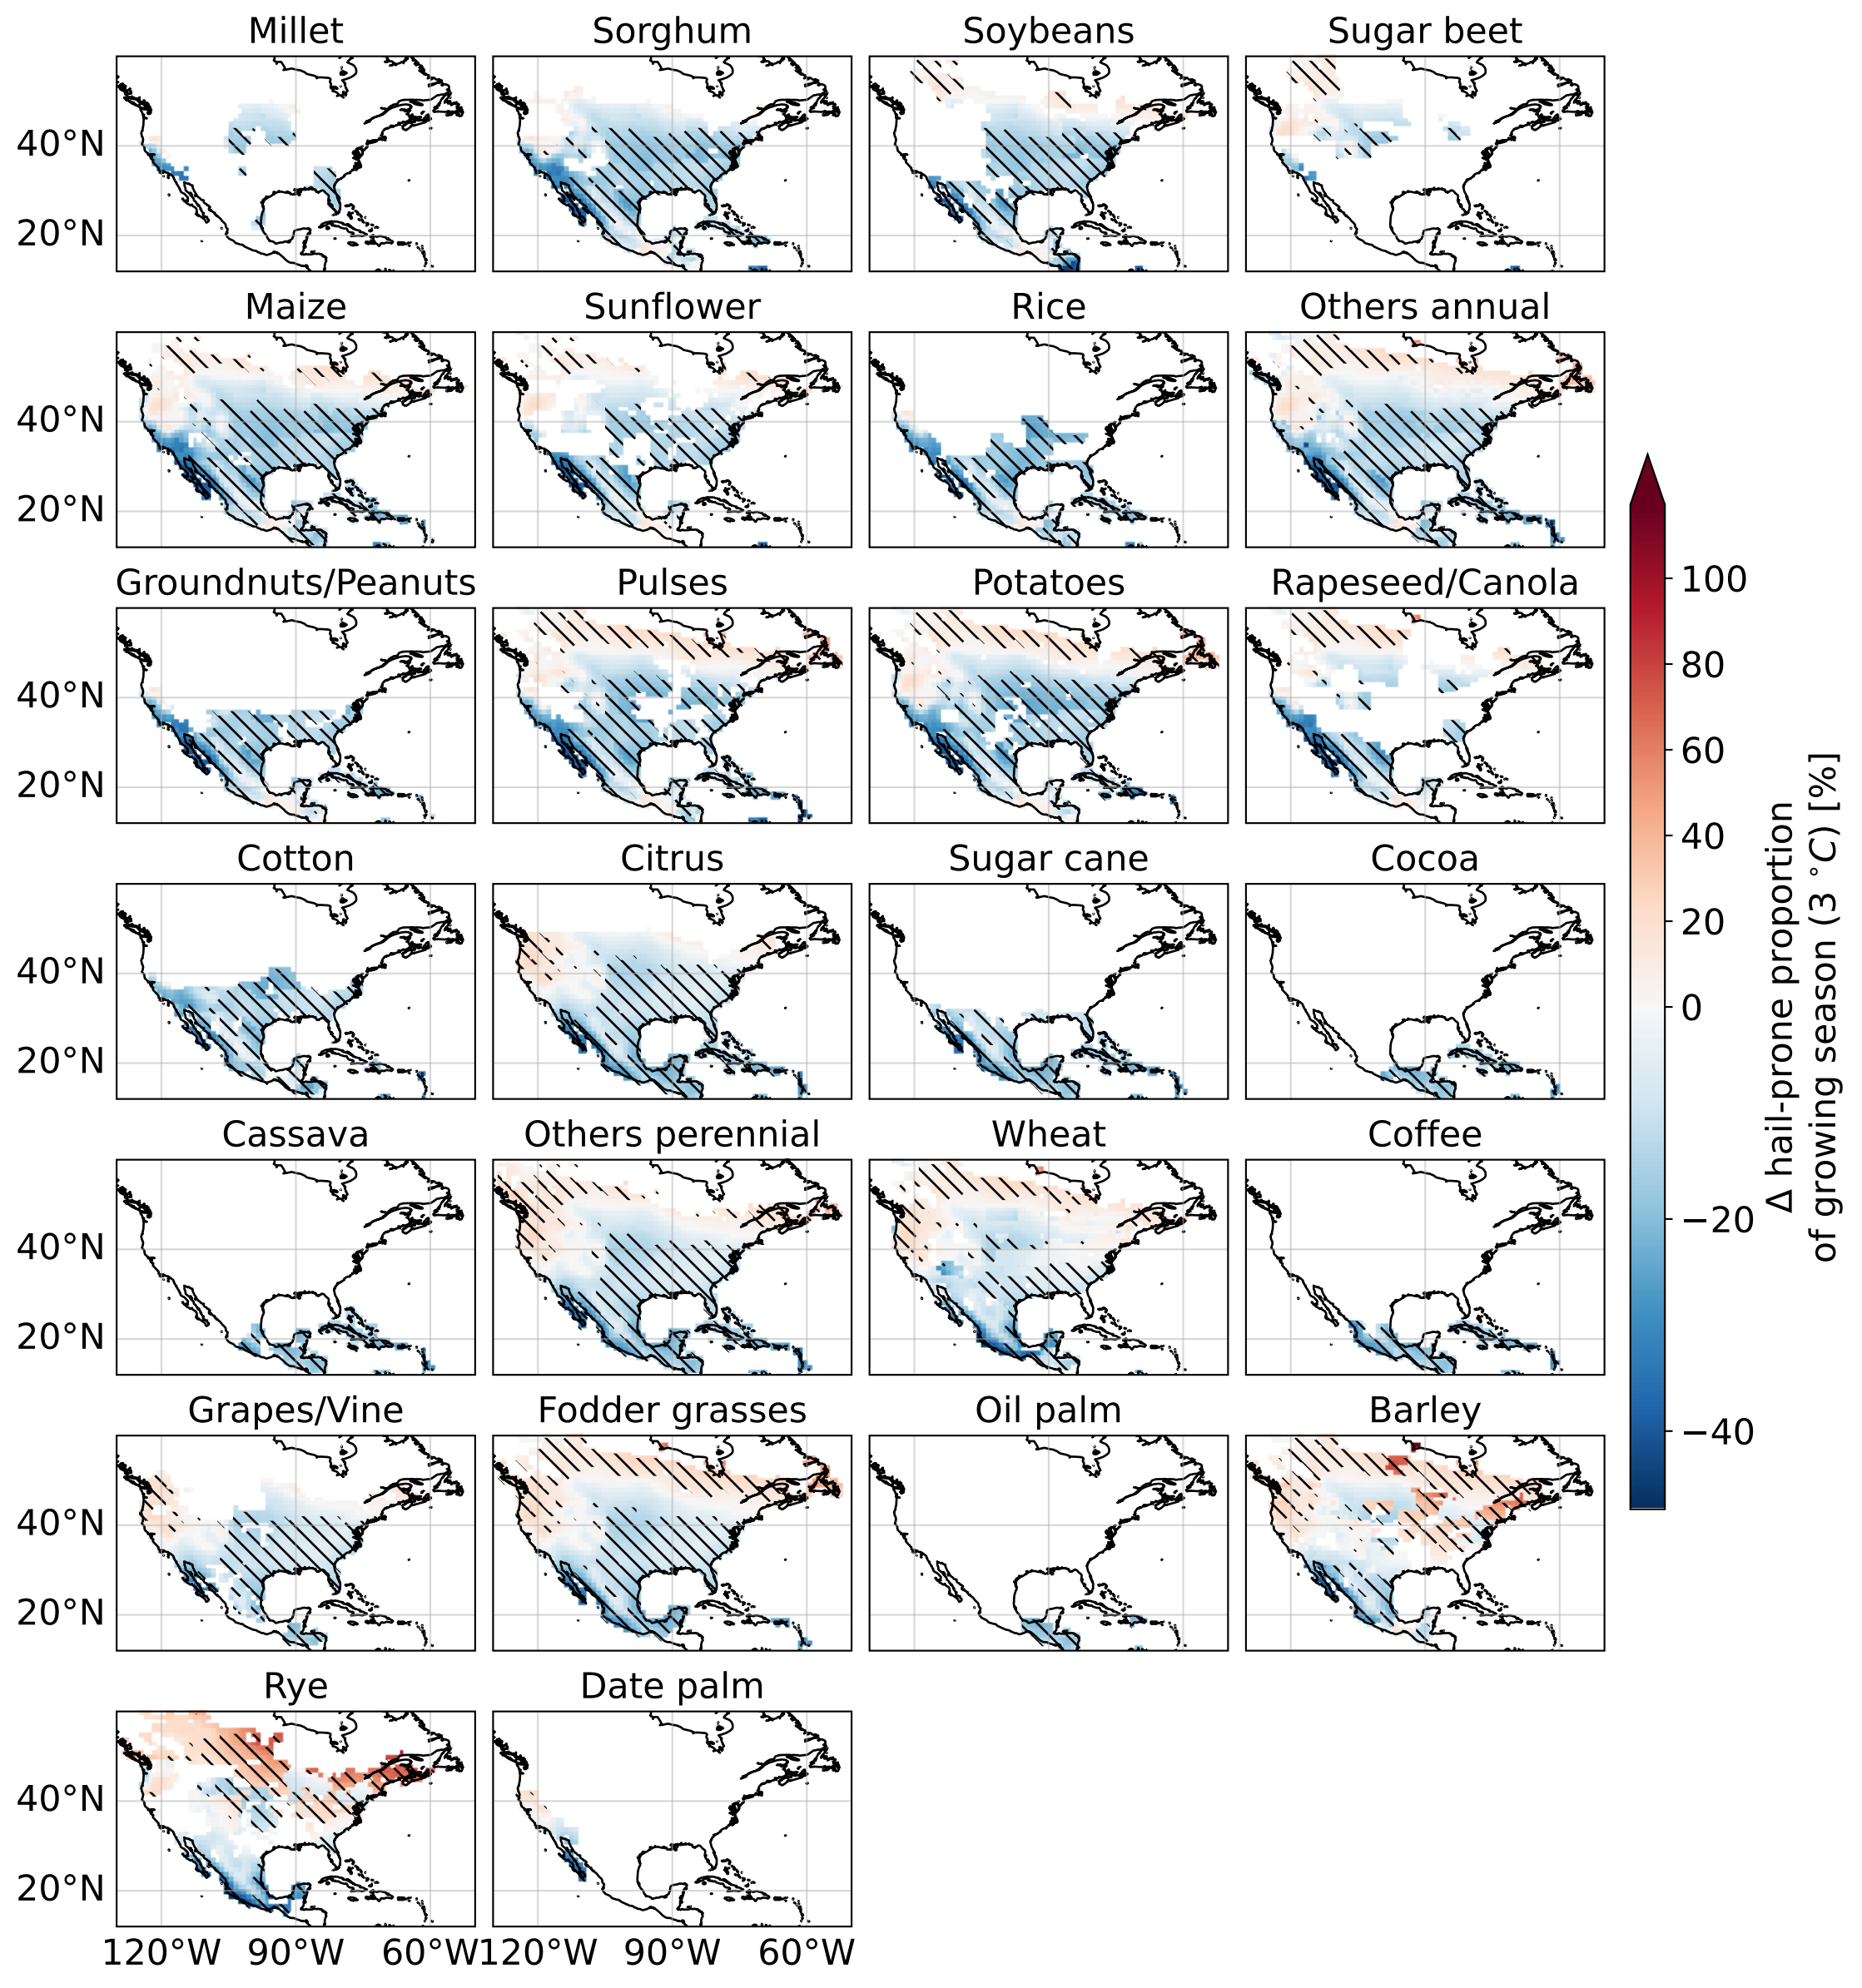 Millet Sorghum Soybeans Sugar beet
40°N
20°N
Maize Sunflower Rice Others annual
40°N
20°N
Groundnuts/Peanuts Pulses Potatoes Rapeseed/Canola
40°N
20°N
Cotton Citrus Sugar cane Cocoa
40°N
20°N
Cassava Others perennial Wheat Coffee
40°N
20°N
Grapes/Vine Fodder grasses Oil palm Barley
40°N
20°N
Rye Date palm
40°N
20°N
120°W 90°W 60°W 120°W 90°W 60°W
100
80
60
40
20
0
−20
−40
Δ hail-prone proportion
of growing season (3 °C) [%]